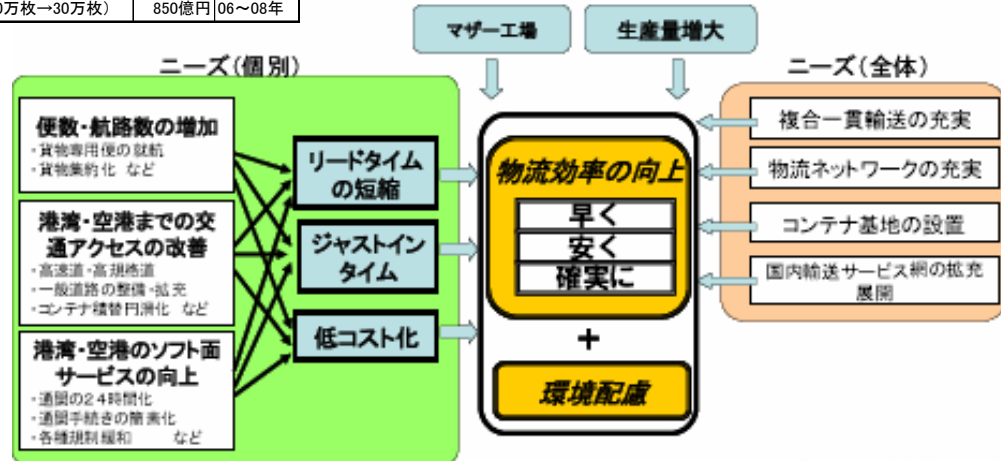 0万枚→30万枚） 850億円 06～08年
マザー工場
生産量増大
ニーズ（個別）
ニーズ（全体）
便数・航路数の増加
・貨物専用便の就航
・貨物集約化 など
港湾・空港までの交
通アクセスの改善
・高速道・高規格道
・一般道路の整備・拡充
・コンテナ積替円滑化 など
港湾・空港のソフト面
サービスの向上
・通関の24時間化
・通関手続きの簡素化
・各種規制緩和 など
リードタイム
の短縮
ジャストイン
タイム
低コスト化
物流効率の向上
早く
安く
確実に
+
環境配慮
複合一貫輸送の充実
物流ネットワークの充実
コンテナ基地の設置
国内輸送サービス網の拡充
展開